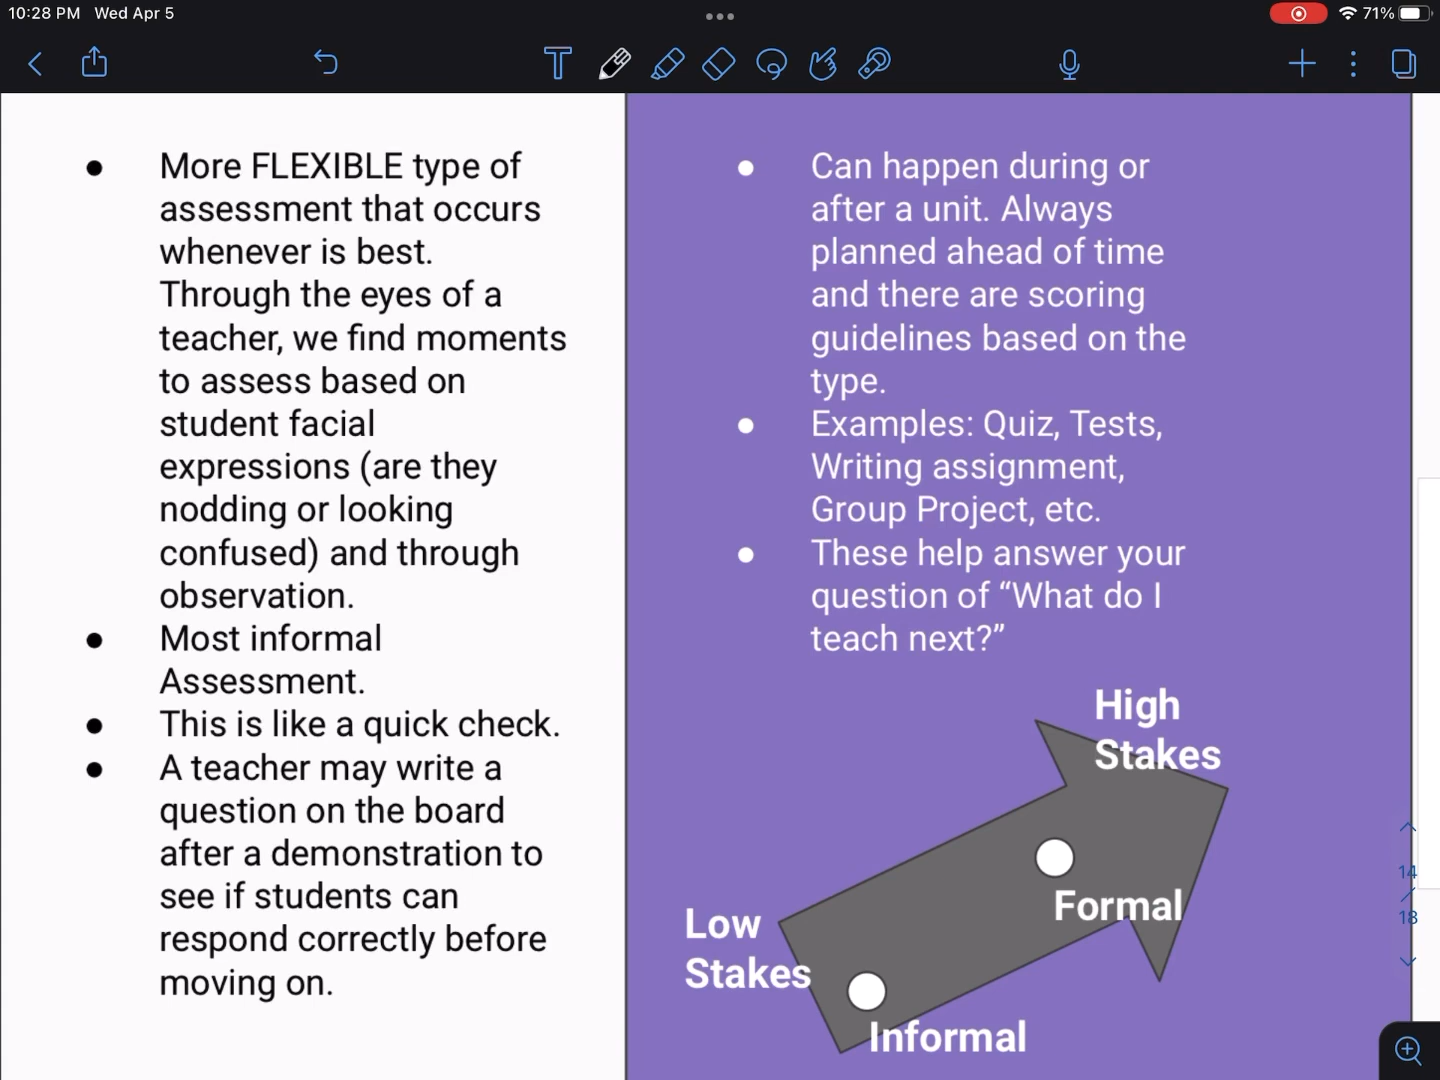 10:28 PM Wed Apr 5
71%
More FLEXIBLE type of
assessment that occurs
whenever is best.
Through the eyes of a
teacher, we find moments
to assess based on
student facial
expressions (are they
nodding or looking
confused) and through
observation.
Most informal
Assessment.
This is like a quick check.
A teacher may write a
question on the board
after a demonstration to
see if students can
respond correctly before
moving on.
Can happen during or
after a unit. Always
planned ahead of time
and there are scoring
guidelines based on the
type.
Examples: Quiz, Tests,
Writing assignment,
Group Project, etc.
These help answer your
question of “What do I
teach next?”
High
Stakes
Formal
Low
Stakes
Informal
14
18